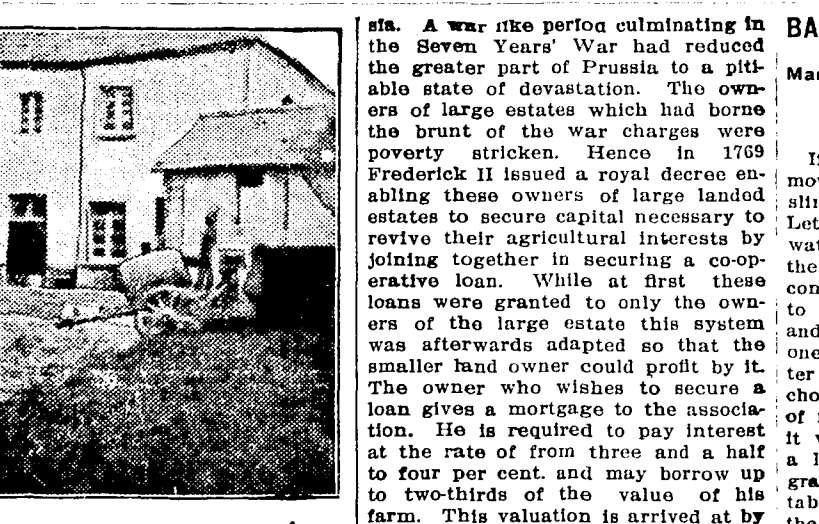 sia. A war like period culminating in
the Seven Years' War had reduced
the greater part of Prussia to a piti-
able state of devastation. The own-
ers of large estates which had borne
the brunt of the war charges were
poverty stricken. Hence in 1769
Frederick II issued a royal decree en-
abling these owners of large landed
estates to secure capital necessary to
revive their agricultural interests by
joining together in securing a co-op-
erative loan. While at first these
loans were granted to only the own-
ers of the large estate this system
was afterwards adapted so that the
smaller land owner could profit by it.
The owner who wishes to secure a
loan gives a mortgage to the associa-
tion. He is required to pay interest
at the rate of from three and a half
to four per cent. and may borrow up
to two-thirds of the value of his
farm. This valuation is arrived at by
BA
Mar
If
mov
slin
Let
wat
the
con
to
and
one
ter
cho
of
it
a
gra
tab
the